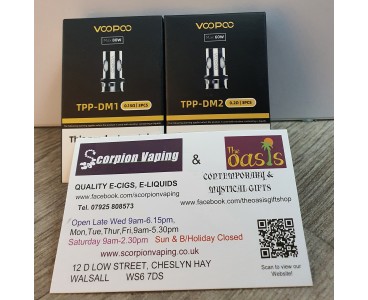 VOOPOO
VOOPOO
TPP-DM1
0.15Ω | 3PCS
TPP-DM2
0.2Ω | 3PCS
Scorpion Vaping
&
The
oasis
QUALITY E-CIGS, E-LIQUIDS
www.facebook.com/scorpionvaping
Tel. 07925 808573
CONTEMPORARY &
MYSTICAL GIFTS
www.facebook.com/theoasisgiftshop
Open Late Wed 9am-6.15pm.
Mon,Tue.Thur,Fri,9am-5.30pm
Saturday 9am-2.30pm Sun & B/Holiday Closed
www.scorpionvaping.co.uk
12 D LOW STREET, CHESLYN HAY
WALSALL WS6 7DS
Scan to view our
Website!